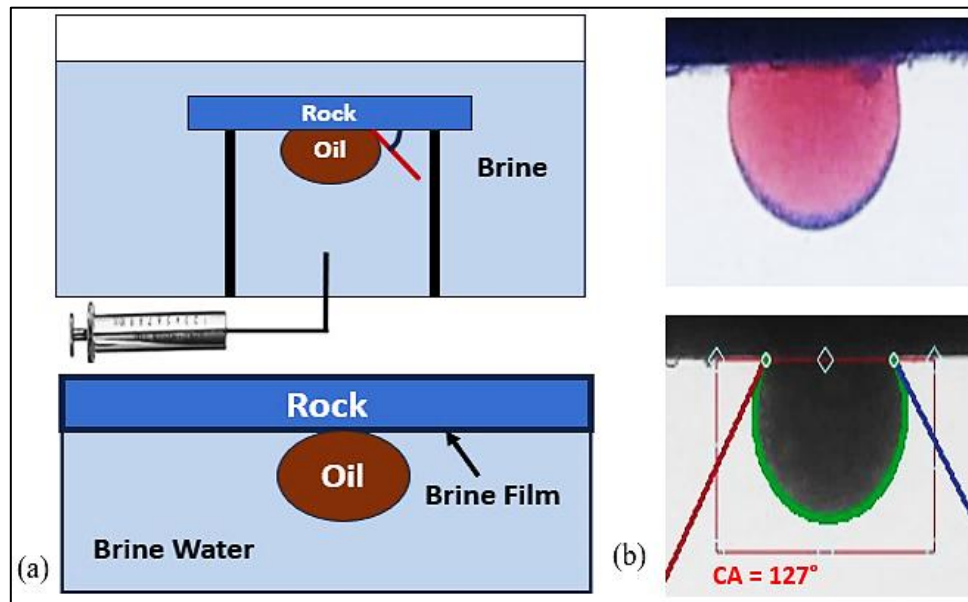 Rock
Oil
Brine
Rock
Oil
Brine Film
Brine Water
(a)
(b)
CA = 127°